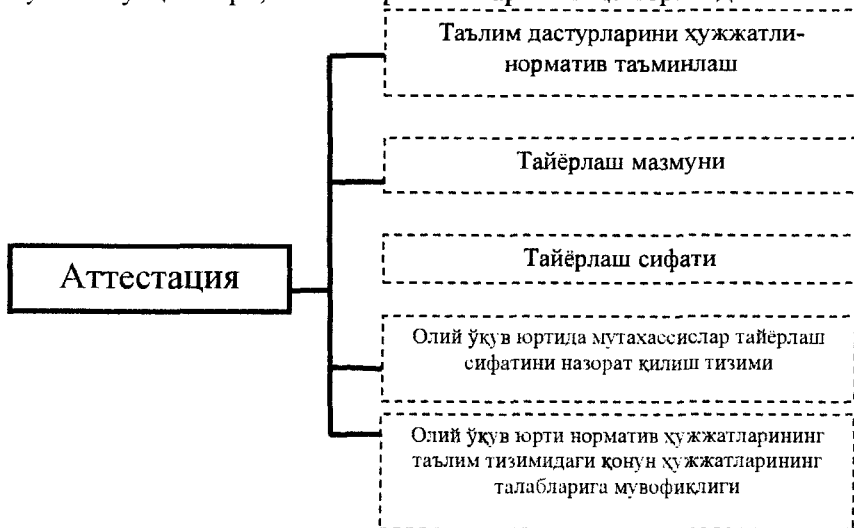 Таълим дастурларини ҳужжатли-
норматив таъминлаш
Тайёрлаш мазмуни
Тайёрлаш сифати
Аттестация
Олий ўқув юртида мутахассислар тайёрлаш
сифатини назорат қилиш тизими
Олий ўқув юрти норматив ҳужжатларининг
таълим тизимидаги қонун ҳужжатларининг
талабларига мувофиқлиги